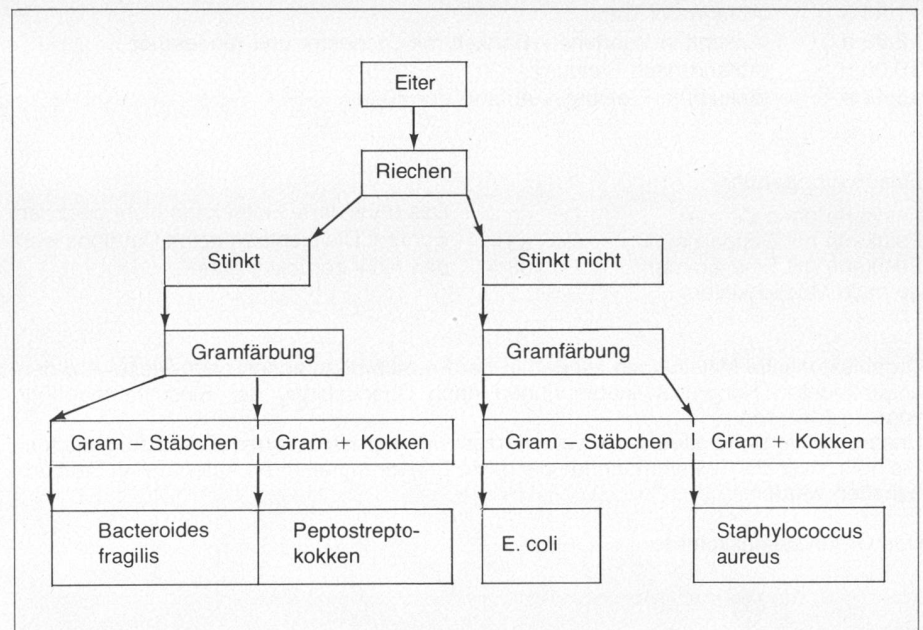 Eiter
Riechen
Stinkt
Stinkt nicht
Gramfärbung
Gramfärbung
Gram – Stäbchen
Gram + Kokken
Gram – Stäbchen
Gram + Kokken
Bacteroides
fragilis
Peptostrepto-
kokken
E. coli
Staphylococcus
aureus